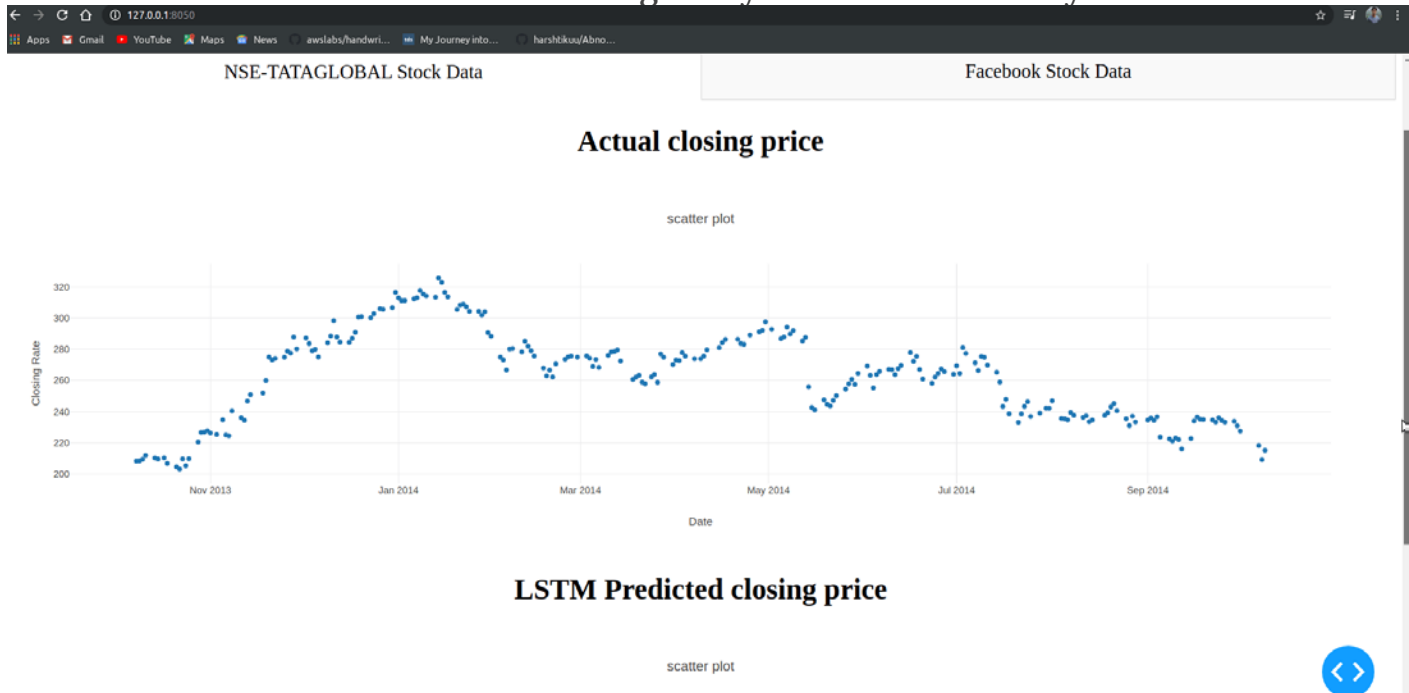 127.0.0.1:8050
Apps Gmail YouTube Maps News awslabs/handwri... My Journey into... harshtikuu/Abno...
NSE-TATAGLOBAL Stock Data Facebook Stock Data
Actual closing price
scatter plot
320
300
280
260
240
220
200
Closing Rate
Nov 2013 Jan 2014 Mar 2014 May 2014 Jul 2014 Sep 2014
Date
LSTM Predicted closing price
scatter plot